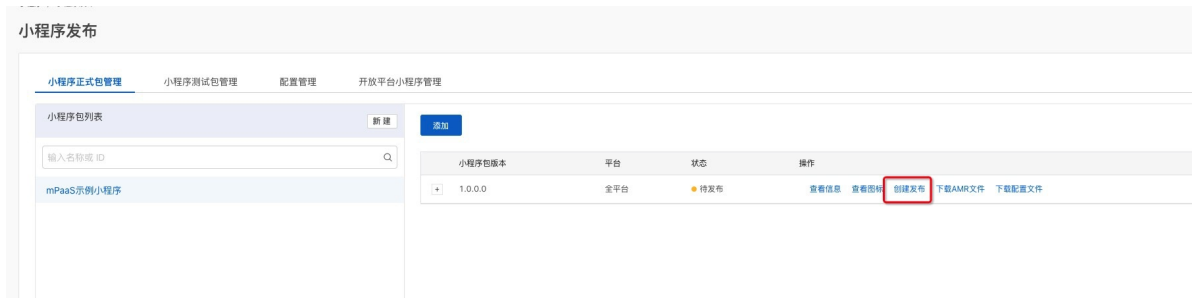 小程序发布
小程序正式包管理 小程序测试包管理 配置管理 开放平台小程序管理
小程序包列表 新建 添加
输入名称或 ID
小程序包版本 平台 状态 操作
mPaaS示例小程序
+ 1.0.0.0 全平台 待发布 查看信息 查看图标 创建发布 下载AMR文件 下载配置文件